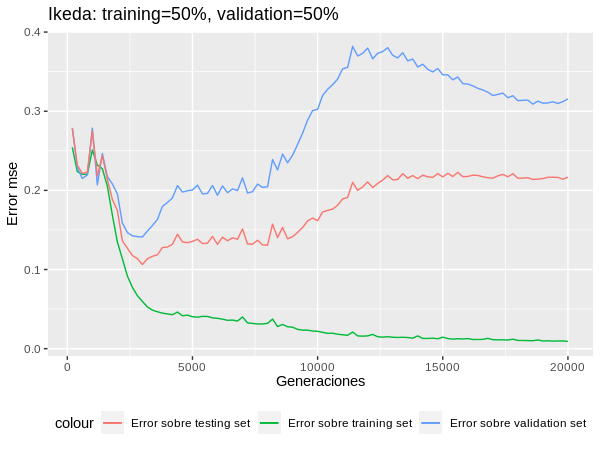 Ikeda: training=50%, validation=50%
0.4
0.3
0.2
0.1
0.0
Error mse
0
5000
10000
15000
20000
Generaciones
colour
Error sobre testing set
Error sobre training set
Error sobre validation set